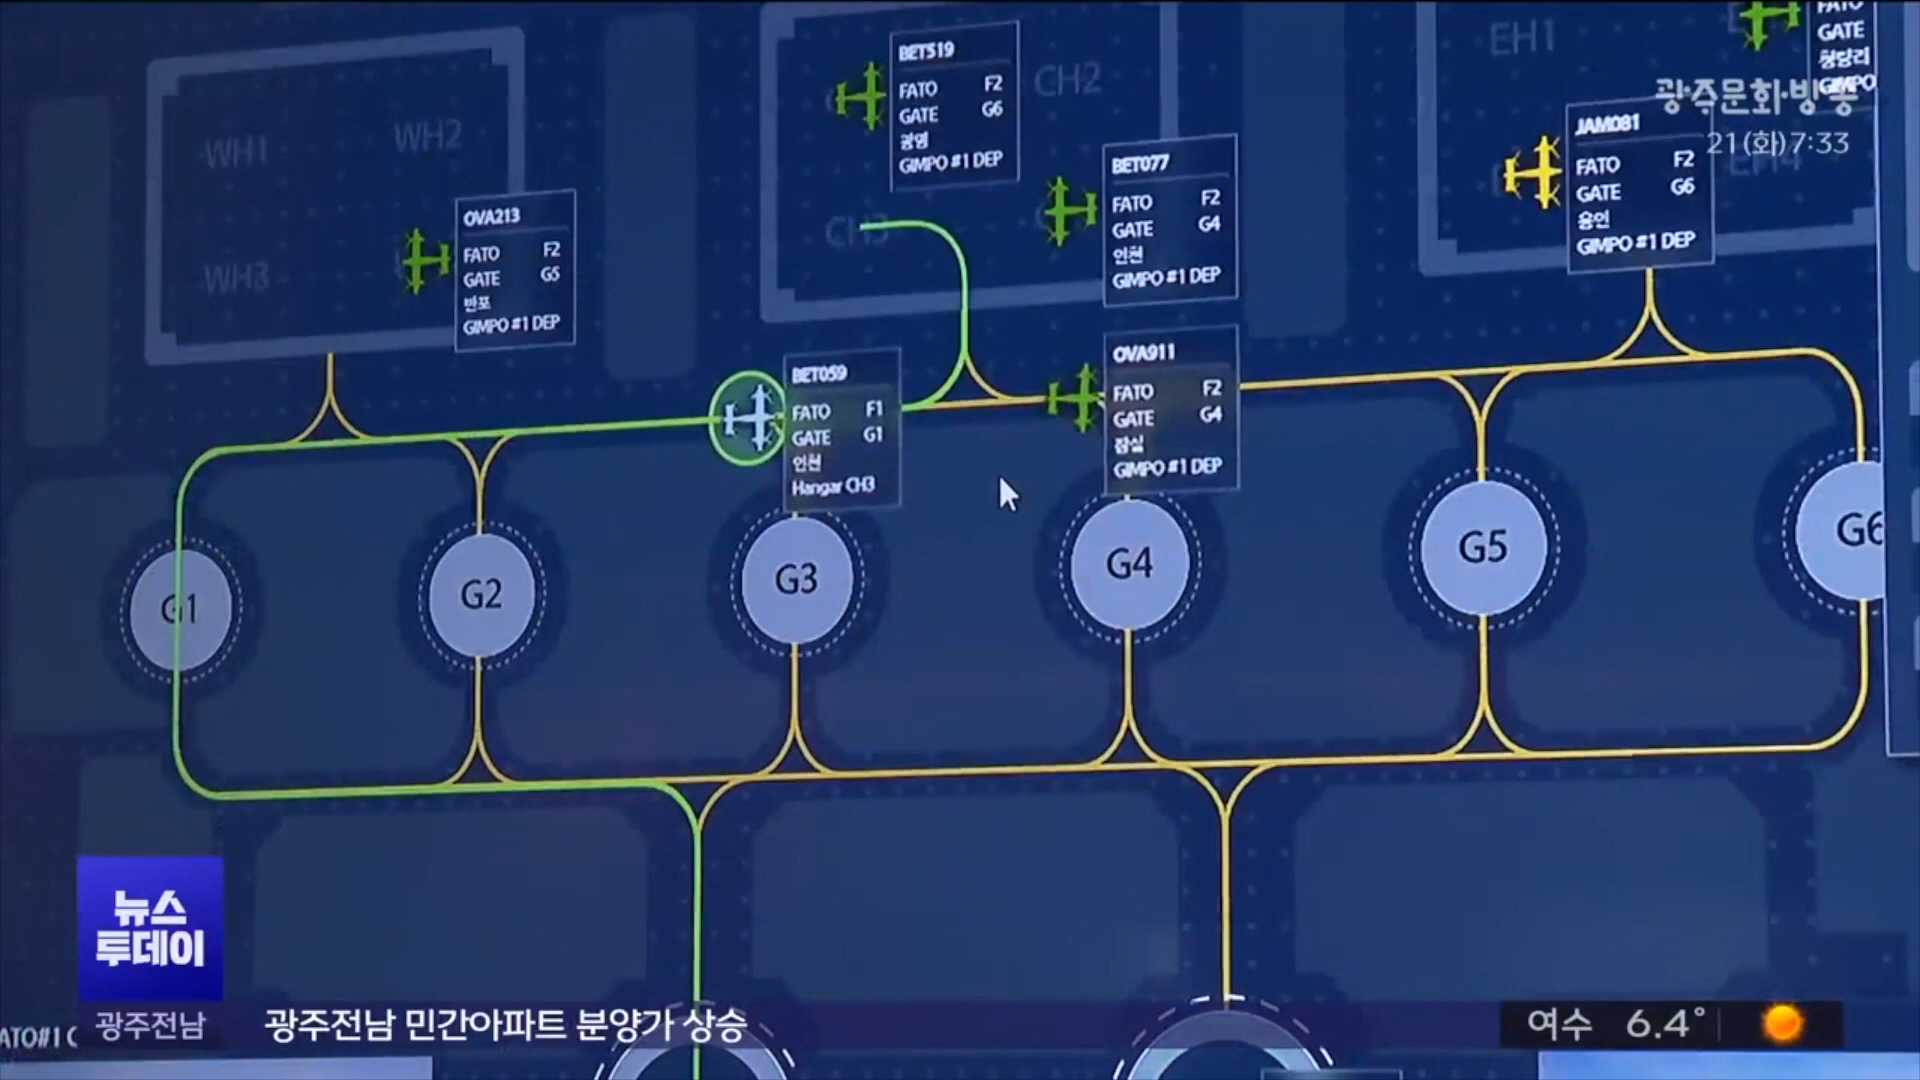 BET519
FATO F2
GATE G6
광명
GIMPO #1 DEP
CH2
EH1
FATO
GATE
청담리
GIMPO
광주문화방송
21(화)7:33
WH1
WH2
WH3
OVA213
FATO F2
GATE G5
반포
GIMPO #1 DEP
CH3
BET077
FATO F2
GATE G4
인천
GIMPO #1 DEP
JAM081
FATO F2
GATE G6
용인
GIMPO #1 DEP
EH4
BET059
FATO F1
GATE G1
인천
Hangar CH3
OVA911
FATO F2
GATE G4
잠실
GIMPO #1 DEP
G1
G2
G3
G4
G5
G6
뉴스
투데이
광주전남
광주전남 민간아파트 분양가 상승
여수 6.4°